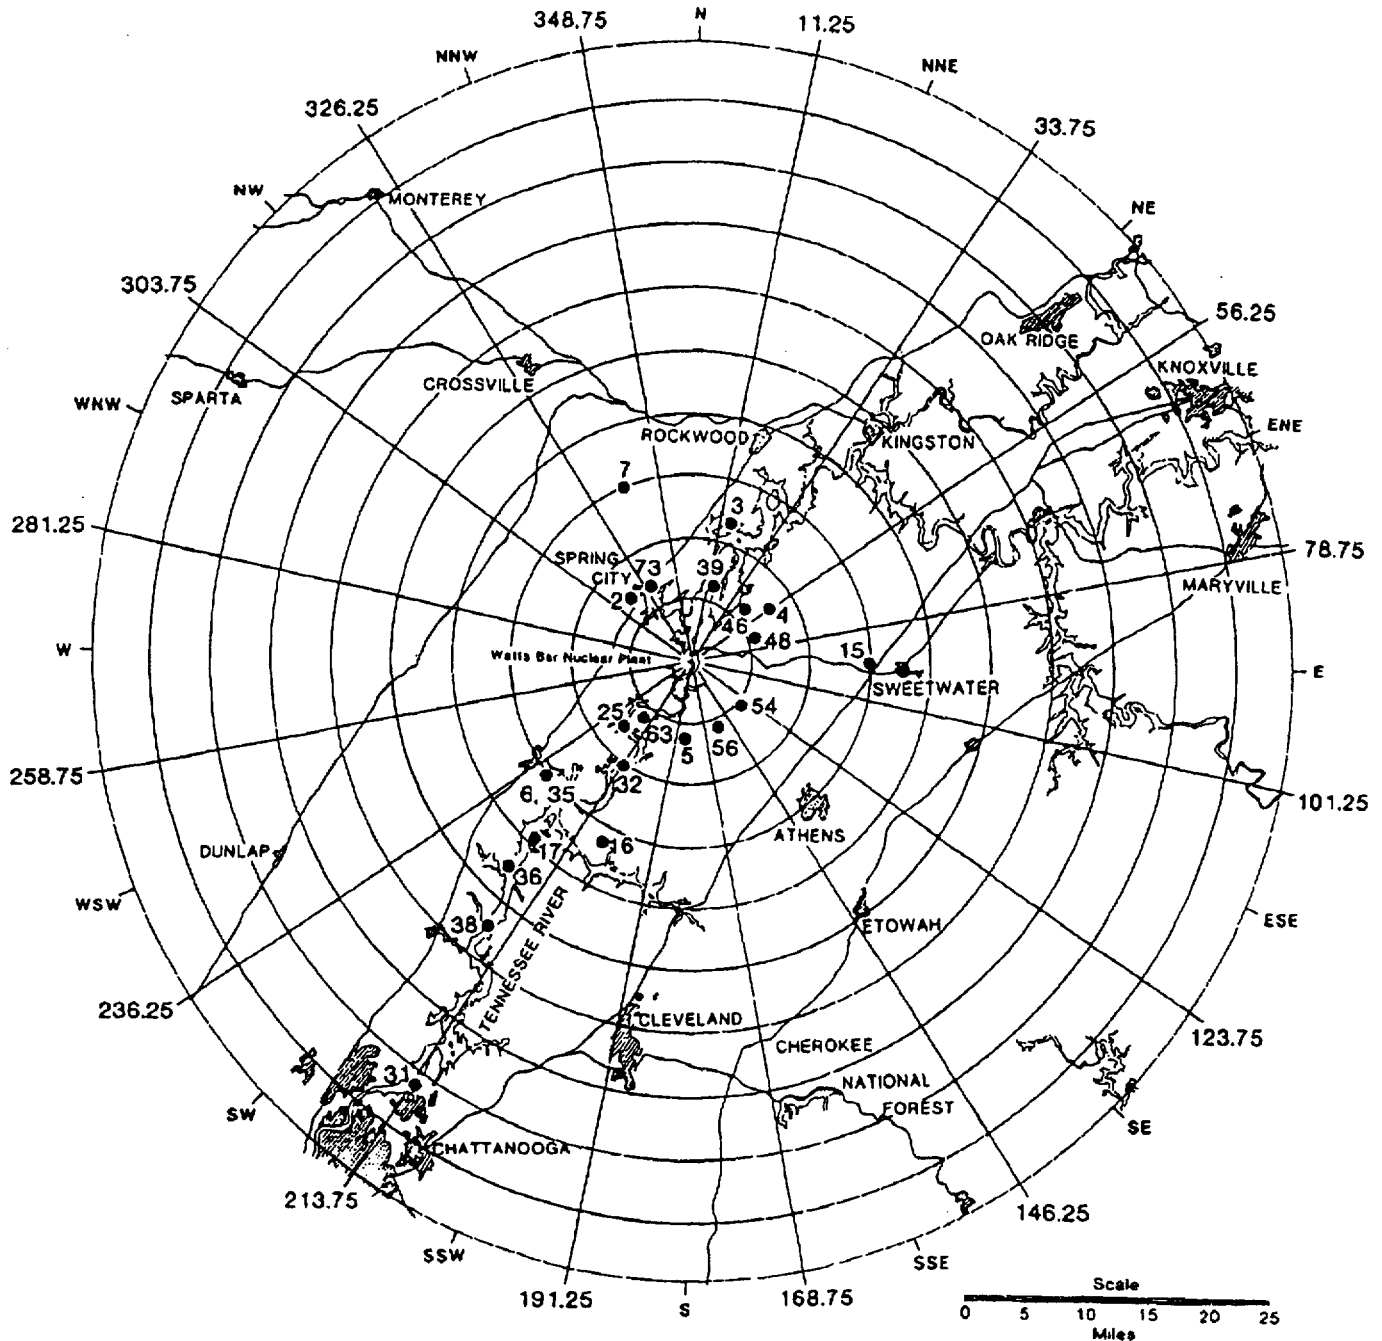 N
348.75
11.25
NNW
NNE
326.25
33.75
NW
MONTEREY
NE
303.75
56.25
OAK RIDGE
KNOXVILLE
CROSSVILLE
SPARTA
WNW
ENE
ROCKWOOD
KINGSTON
7
3
281.25
78.75
SPRING
CITY
73
39
MARYVILLE
2
46
4
48
W
Watts Bar Nuclear Plant
15
E
SWEETWATER
54
25
63
5
56
258.75
32
6
35
101.25
ATHENS
DUNLAP
17
16
36
WSW
ESE
38
ETOWAH
TENNESSEE RIVER
236.25
CLEVELAND
123.75
CHEROKEE
NATIONAL
FOREST
31
SW
SE
CHATTANOOGA
213.75
146.25
SSW
SSE
191.25
S
168.75
Scale
0 5 10 15 20 25
Miles